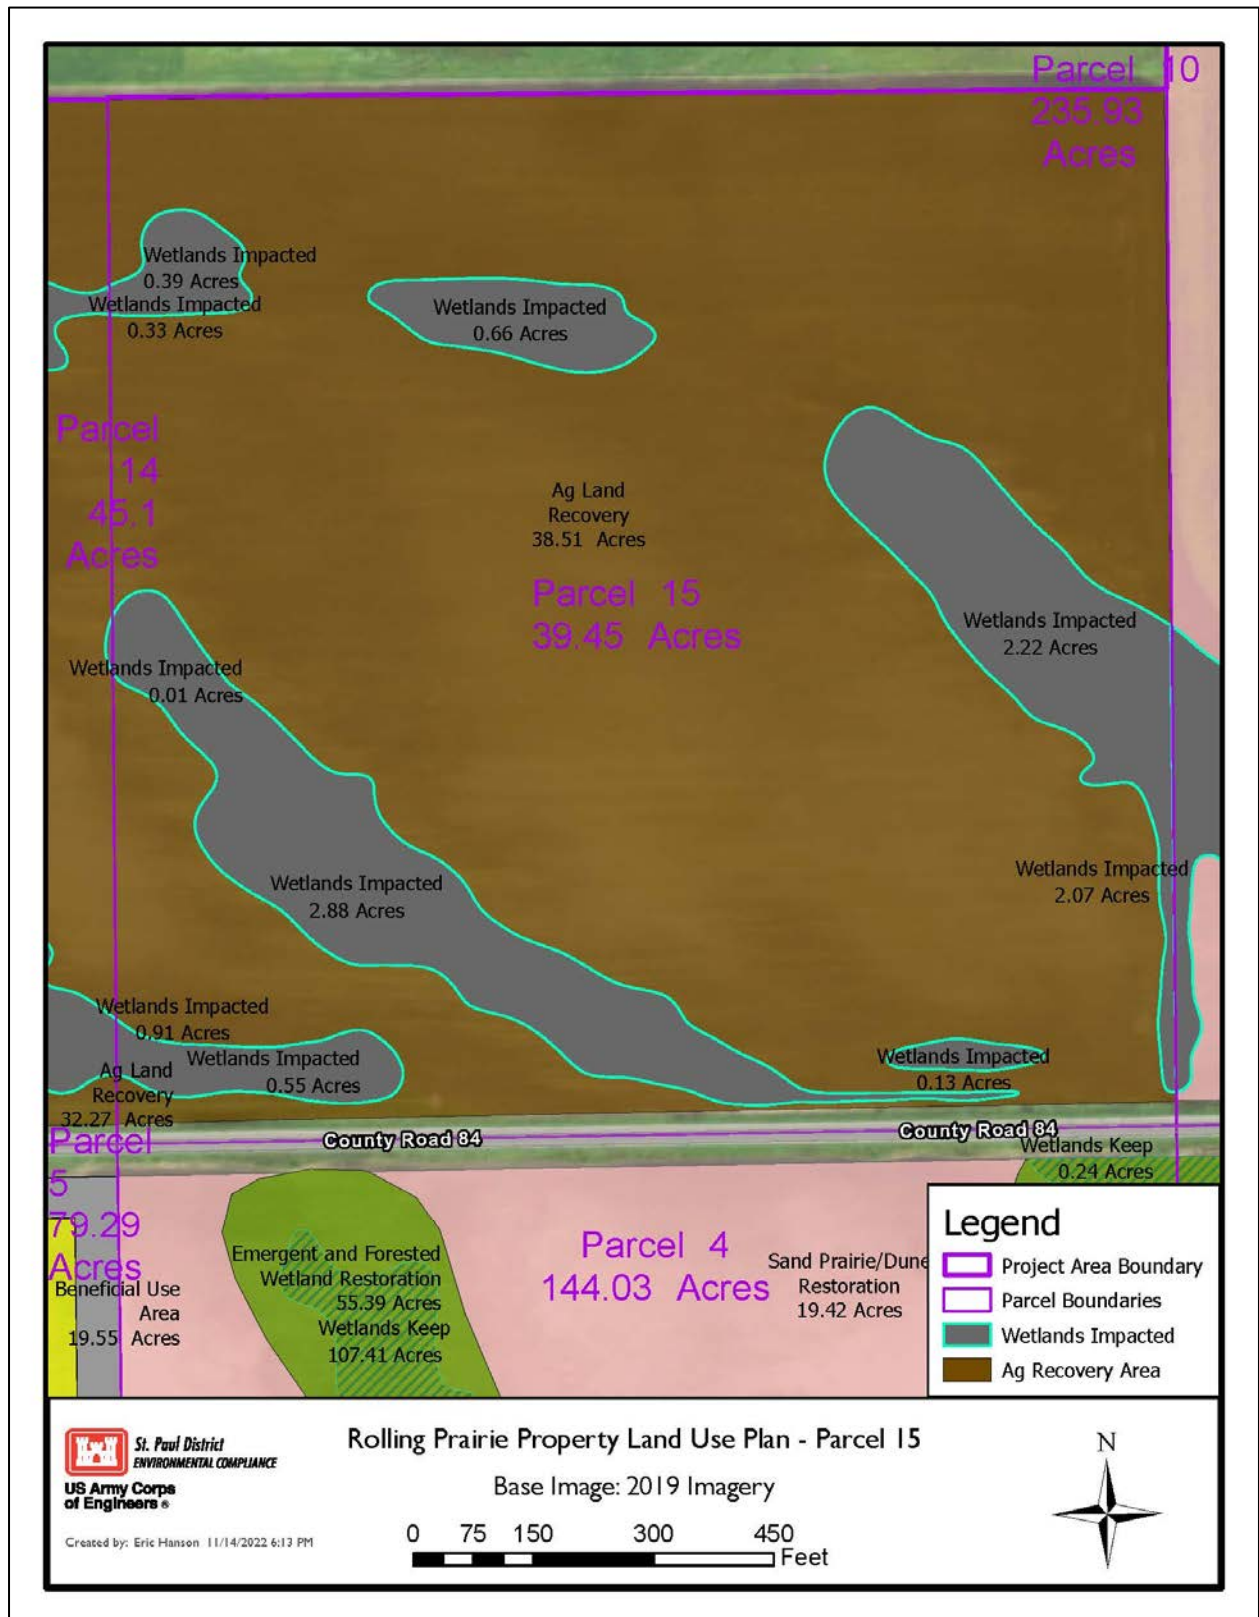 Parcel 10
235.93
Acres
Wetlands Impacted
0.39 Acres
Wetlands Impacted
0.33 Acres
Wetlands Impacted
0.66 Acres
Parcel
14
45.1
Acres
Ag Land
Recovery
38.51 Acres
Parcel 15
39.45 Acres
Wetlands Impacted
2.22 Acres
Wetlands Impacted
0.01 Acres
Wetlands Impacted
2.88 Acres
Wetlands Impacted
2.07 Acres
Wetlands Impacted
0.91 Acres
Wetlands Impacted
0.55 Acres
Ag Land
Recovery
32.27 Acres
Wetlands Impacted
0.13 Acres
County Road 84
County Road 84
Wetlands Keep
0.24 Acres
Parcel
5
79.29
Acres
Beneficial Use
Area
19.55 Acres
Emergent and Forested
Wetland Restoration
55.39 Acres
Wetlands Keep
107.41 Acres
Parcel 4
144.03 Acres
Sand Prairie/Dune
Restoration
19.42 Acres
Legend
Project Area Boundary
Parcel Boundaries
Wetlands Impacted
Ag Recovery Area
St. Paul District
ENVIRONMENTAL COMPLIANCE
US Army Corps
of Engineers ®
Created by: Eric Hanson 11/14/2022 6:13 PM
Rolling Prairie Property Land Use Plan - Parcel 15
Base Image: 2019 Imagery
0 75 150 300 450
Feet
N